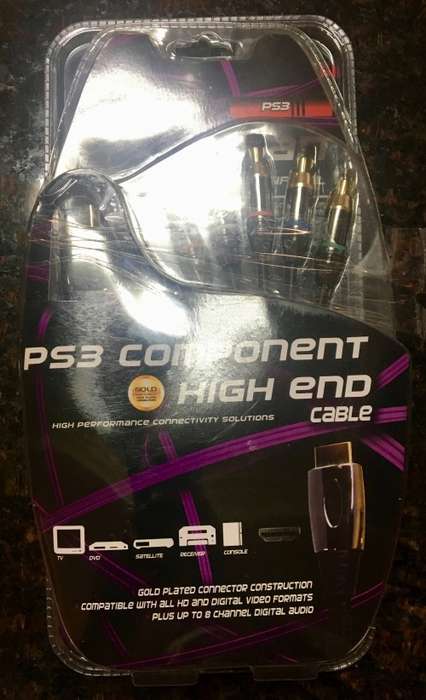 PS3
PS3 COMPONENT
GOLD
HIGH END
CABLE
HIGH PERFORMANCE CONNECTIVITY SOLUTIONS
TV
DVD
SATELLITE
RECEIVER
CONSOLE
GOLD PLATED CONNECTOR CONSTRUCTION
COMPATIBLE WITH ALL HD AND DIGITAL VIDEO FORMATS
PLUS UP TO 8 CHANNEL DIGITAL AUDIO